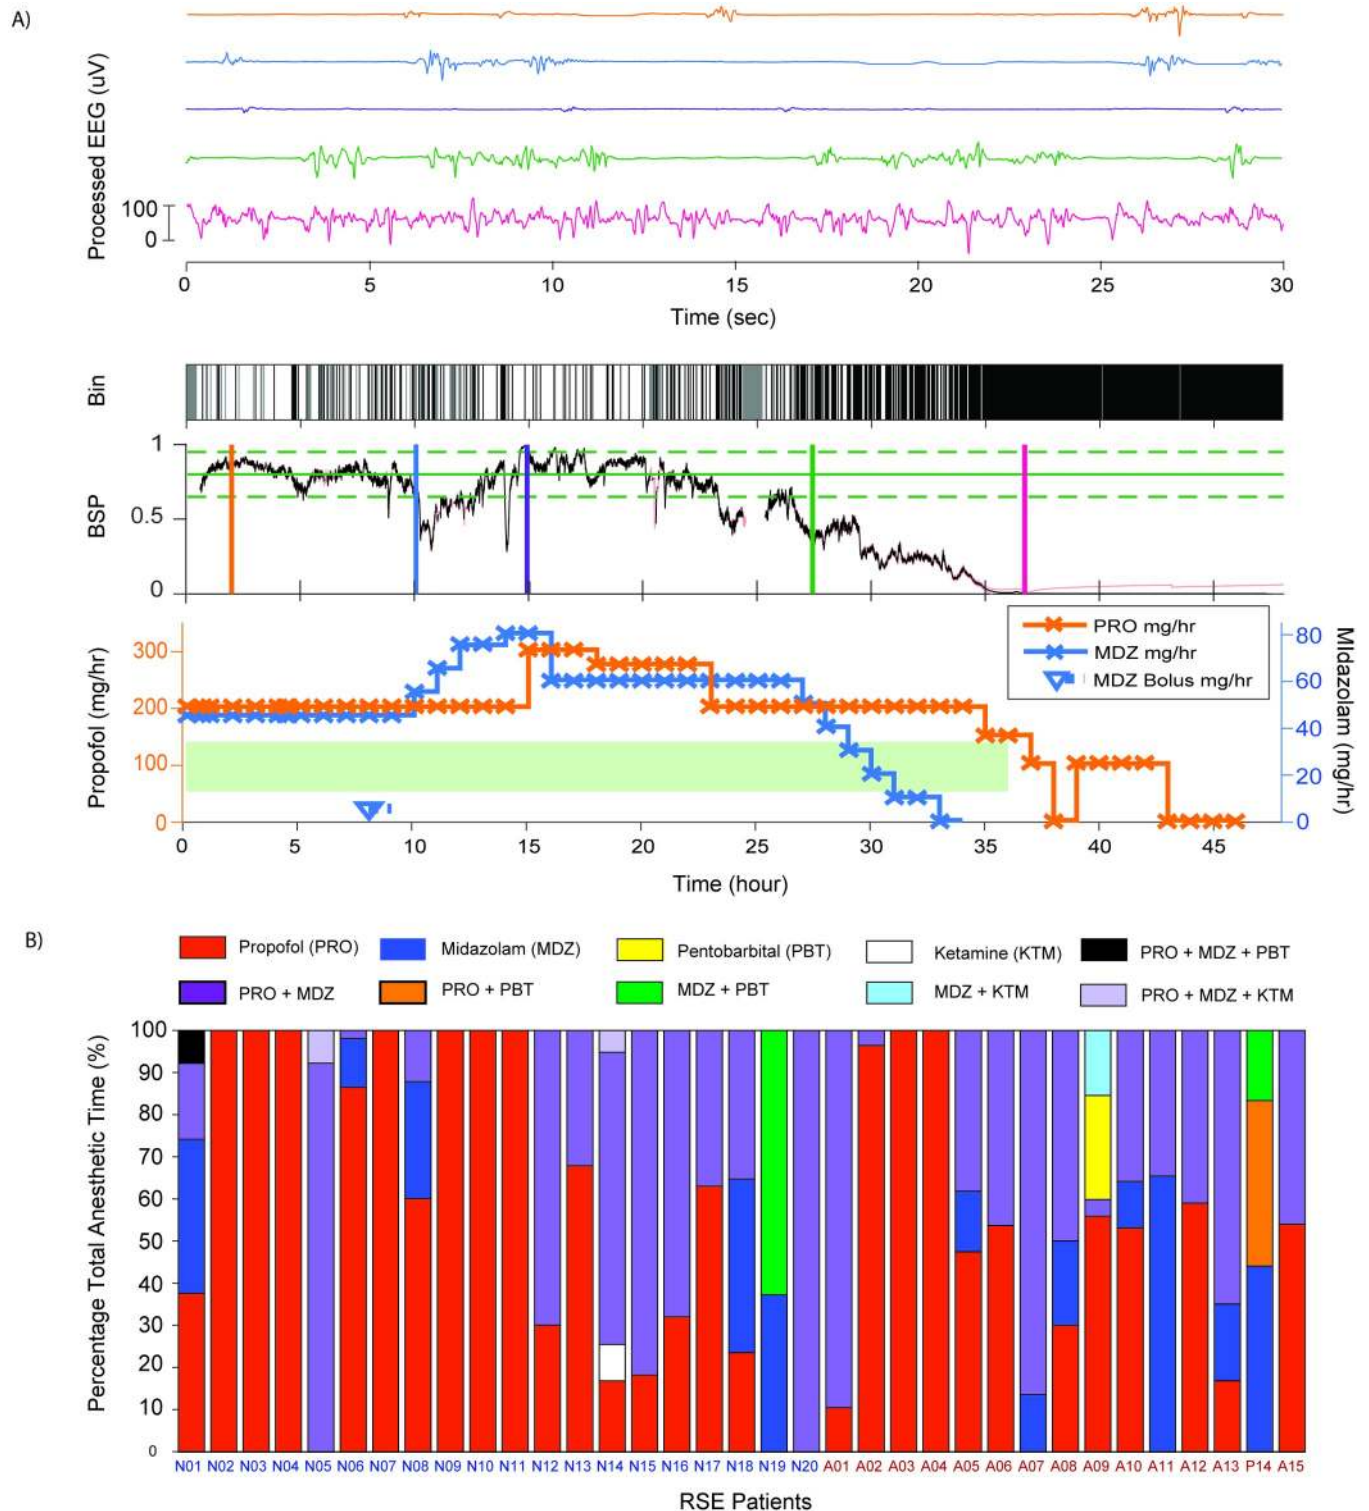 A)
Processed EEG (uV)
100
0
0 5 10 15 20 25 30
Time (sec)
Bin
BSP
1
0.5
0
Propofol (mg/hr)
300
200
100
0
PRO mg/hr
MDZ mg/hr
MDZ Bolus mg/hr
80
60
40
20
0
MIdazolam (mg/hr)
0 5 10 15 20 25 30 35 40 45
Time (hour)
B)
Propofol (PRO) Midazolam (MDZ) Pentobarbital (PBT) Ketamine (KTM) PRO + MDZ + PBT
PRO + MDZ PRO + PBT MDZ + PBT MDZ + KTM PRO + MDZ + KTM
Percentage Total Anesthetic Time (%)
100
90
80
70
60
50
40
30
20
10
0
N01 N02 N03 N04 N05 N06 N07 N08 N09 N10 N11 N12 N13 N14 N15 N16 N17 N18 N19 N20 A01 A02 A03 A04 A05 A06 A07 A08 A09 A10 A11 A12 A13 P14 A15
RSE Patients